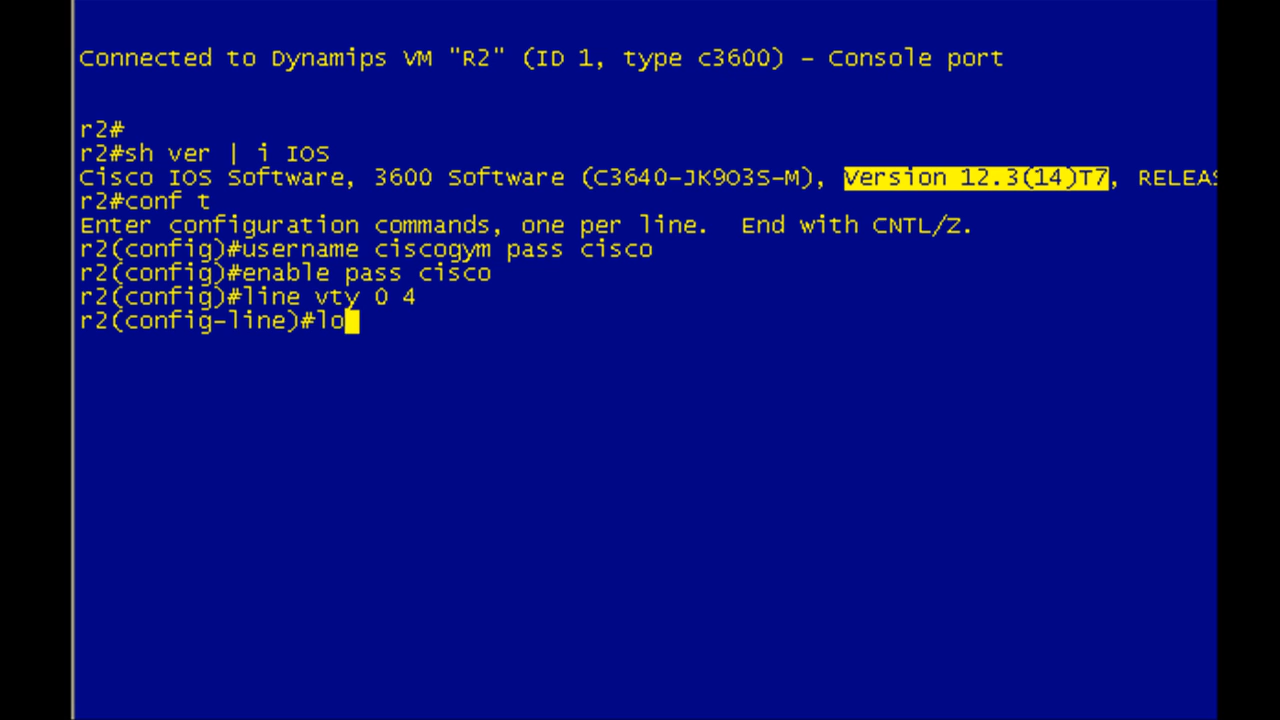 Connected to Dynamips VM "R2" (ID 1, type c3600) - Console port
r2#
r2#sh ver | i IOS
Cisco IOS Software, 3600 Software (C3640-JK9O3S-M), Version 12.3(14)T7, RELEAS
r2#conf t
Enter configuration commands, one per line.  End with CNTL/Z.
r2(config)#username ciscogym pass cisco
r2(config)#enable pass cisco
r2(config)#line vty 0 4
r2(config-line)#lo